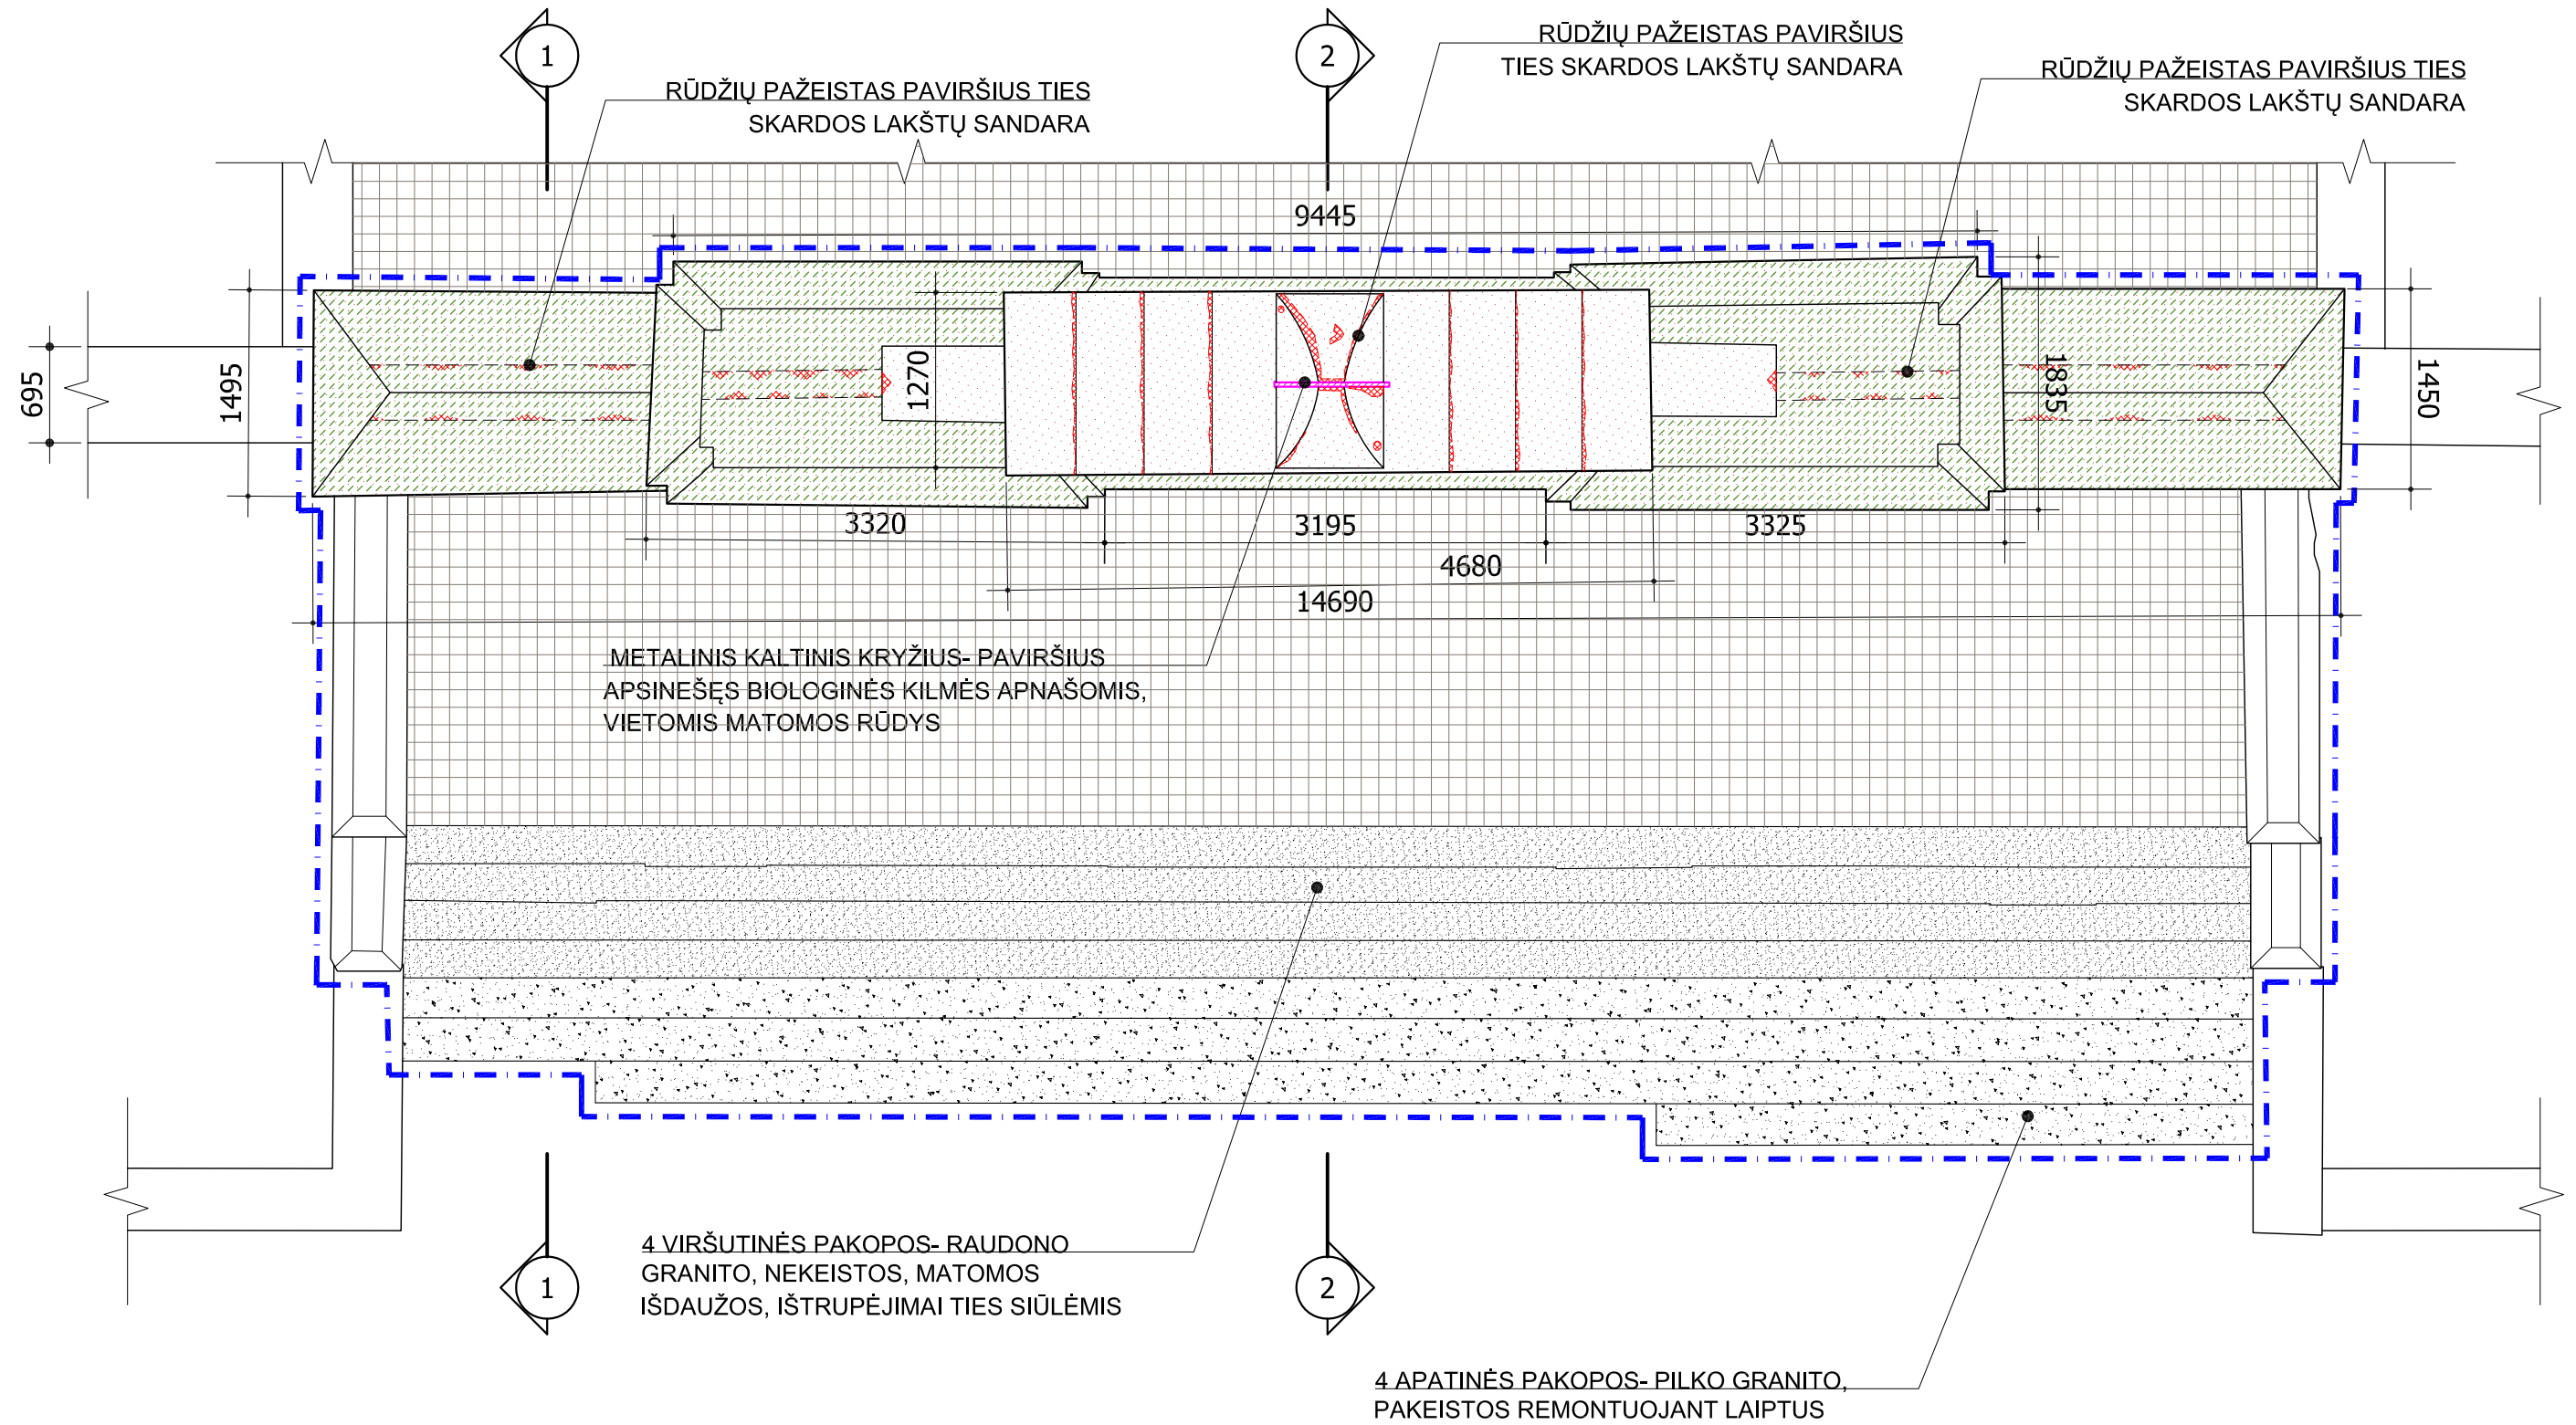 1
2
RŪDŽIŲ PAŽEISTAS PAVIRŠIUS
TIES SKARDOS LAKŠTŲ SANDARA
RŪDŽIŲ PAŽEISTAS PAVIRŠIUS TIES
SKARDOS LAKŠTŲ SANDARA
RŪDŽIŲ PAŽEISTAS PAVIRŠIUS TIES
SKARDOS LAKŠTŲ SANDARA
9445
695
1495
1270
1835
1450
3320
3195
3325
4680
14690
METALINIS KALTINIS KRYŽIUS- PAVIRŠIUS
APSINEŠĘS BIOLOGINĖS KILMĖS APNAŠOMIS,
VIETOMIS MATOMOS RŪDYS
4 VIRŠUTINĖS PAKOPOS- RAUDONO
GRANITO, NEKEISTOS, MATOMOS
IŠDAUŽOS, IŠTRUPĖJIMAI TIES SIŪLĖMIS
1
2
4 APATINĖS PAKOPOS- PILKO GRANITO,
PAKEISTOS REMONTUOJANT LAIPTUS